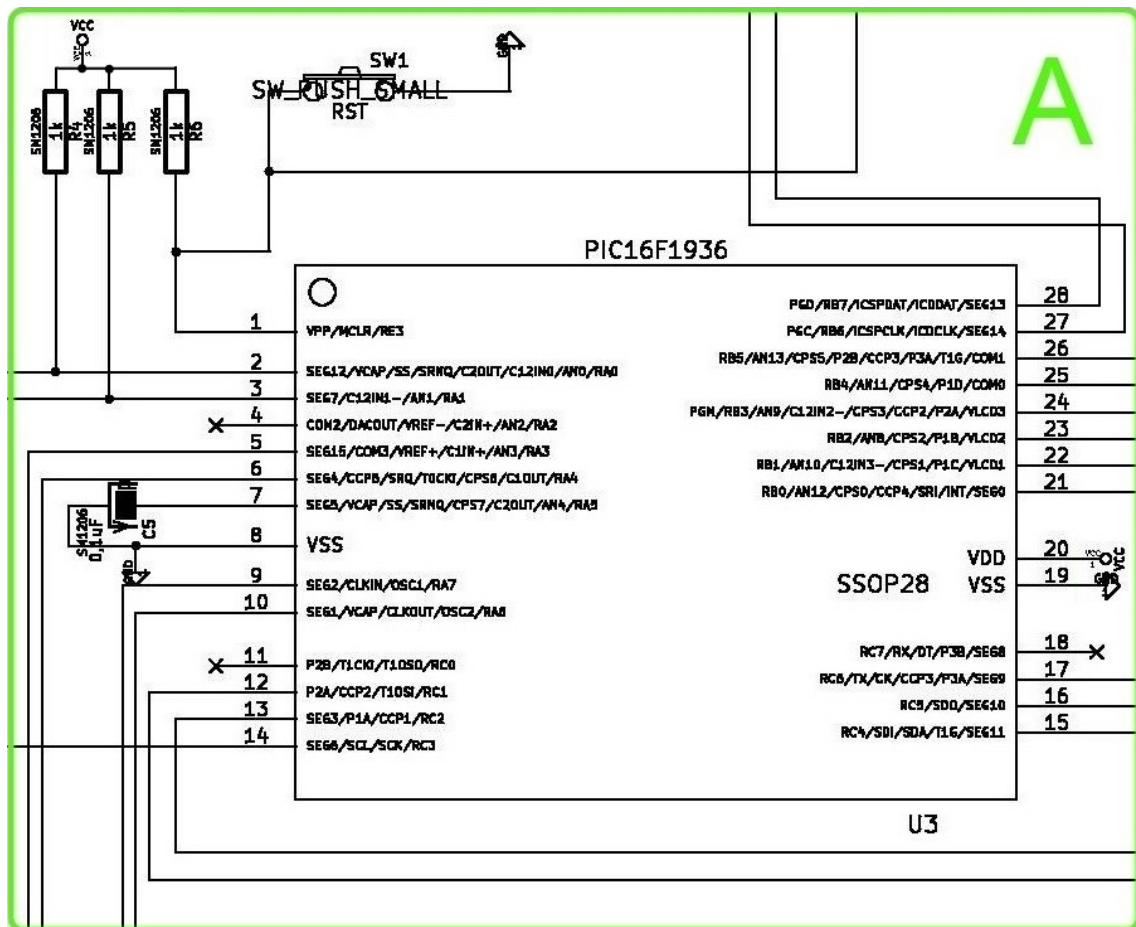 VCC
SW1
SW_PUSH_SMALL
RST
GND
A
SM1206
1k
R4
SM1206
1k
R5
SM1206
1k
R6
PIC16F1936
1 VPP/MCLR/RE3
2 SEG12/VCAP/SS/SRNQ/C2OUT/C12IN0/AN0/RA0
3 SEG7/C12IN1-/AN1/RA1
4 COM2/DACOUT/VREF-/C2IN+/AN2/RA2
5 SEG15/COM3/VREF+/C1IN+/AN3/RA3
6 SEG4/CCP5/SRQ/T0CKI/CPS6/C1OUT/RA4
7 SEG5/VCAP/SS/SRNQ/CPS7/C2OUT/AN4/RA5
8 VSS
9 SEG2/CLKIN/OSC1/RA7
10 SEG1/VCAP/CLKOUT/OSC2/RA6
11 P2B/T1CKI/T1OSO/RC0
12 P2A/CCP2/T1OSI/RC1
13 SEG3/P1A/CCP1/RC2
14 SEG6/SCL/SCK/RC3
SM1206
0,1uF
C5
GND
PGD/RB7/ICSPDAT/ICDDAT/SEG13 28
PGC/RB6/ICSPCLK/ICDCLK/SEG14 27
RB5/AN13/CPS5/P2B/CCP3/P3A/T1G/COM1 26
RB4/AN11/CPS4/P1D/COM0 25
PGM/RB3/AN9/C12IN2-/CPS3/CCP2/P2A/VLCD3 24
RB2/AN8/CPS2/P1B/VLCD2 23
RB1/AN10/C12IN3-/CPS1/P1C/VLCD1 22
RB0/AN12/CPS0/CCP4/SRI/INT/SEG0 21
VDD 20 VCC
SSOP28
VSS 19 GND
RC7/RX/DT/P3B/SEG8 18
RC6/TX/CK/CCP3/P3A/SEG9 17
RC5/SDO/SEG10 16
RC4/SDI/SDA/T1G/SEG11 15
U3